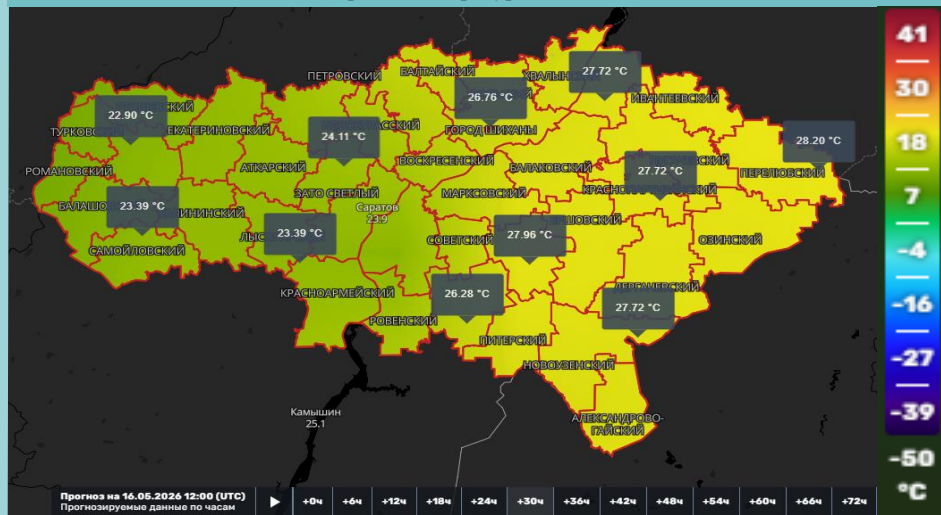 41
30
18
7
-4
-16
-27
-39
-50
°C
27.72 °C
ПЕТРОВСКИЙ
БАЛТАЙСКИЙ
26.76 °C
ИВАНТЕЕВСКИЙ
22.90 °C
ЕКАТЕРИНОВСКИЙ
24.11 °C
ГОРОД ШИХАНЫ
28.20 °C
РОМАНОВСКИЙ
АТКАРСКИЙ
ВОСКРЕСЕНСКИЙ
БАЛАКОВСКИЙ
27.72 °C
ПЕРЕЛЮБСКИЙ
ЗАТО СВЕТЛЫЙ
МАРКСОВСКИЙ
23.39 °C
Саратов
23.9
23.39 °C
СОВЕТСКИЙ
27.96 °C
ОЗИНСКИЙ
САМОЙЛОВСКИЙ
КРАСНОАРМЕЙСКИЙ
26.28 °C
27.72 °C
РОВЕНСКИЙ
ПИТЕРСКИЙ
НОВОУЗЕНСКИЙ
Камышин
25.1
АЛЕКСАНДРОВО-
ГАЙСКИЙ
Прогноз на 16.05.2026 12:00 (UTC)
Прогнозируемые данные по часам
+0ч +6ч +12ч +18ч +24ч +30ч +36ч +42ч +48ч +54ч +60ч +66ч +72ч